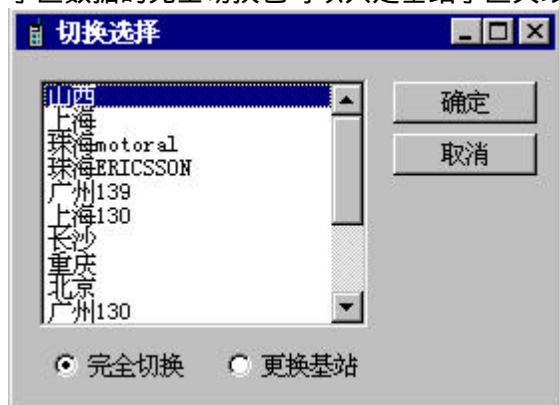 切换选择
山西
上海
珠海motoral
珠海ERICSSON
广州139
上海130
长沙
重庆
北京
广州130
确定
取消
完全切换
更换基站